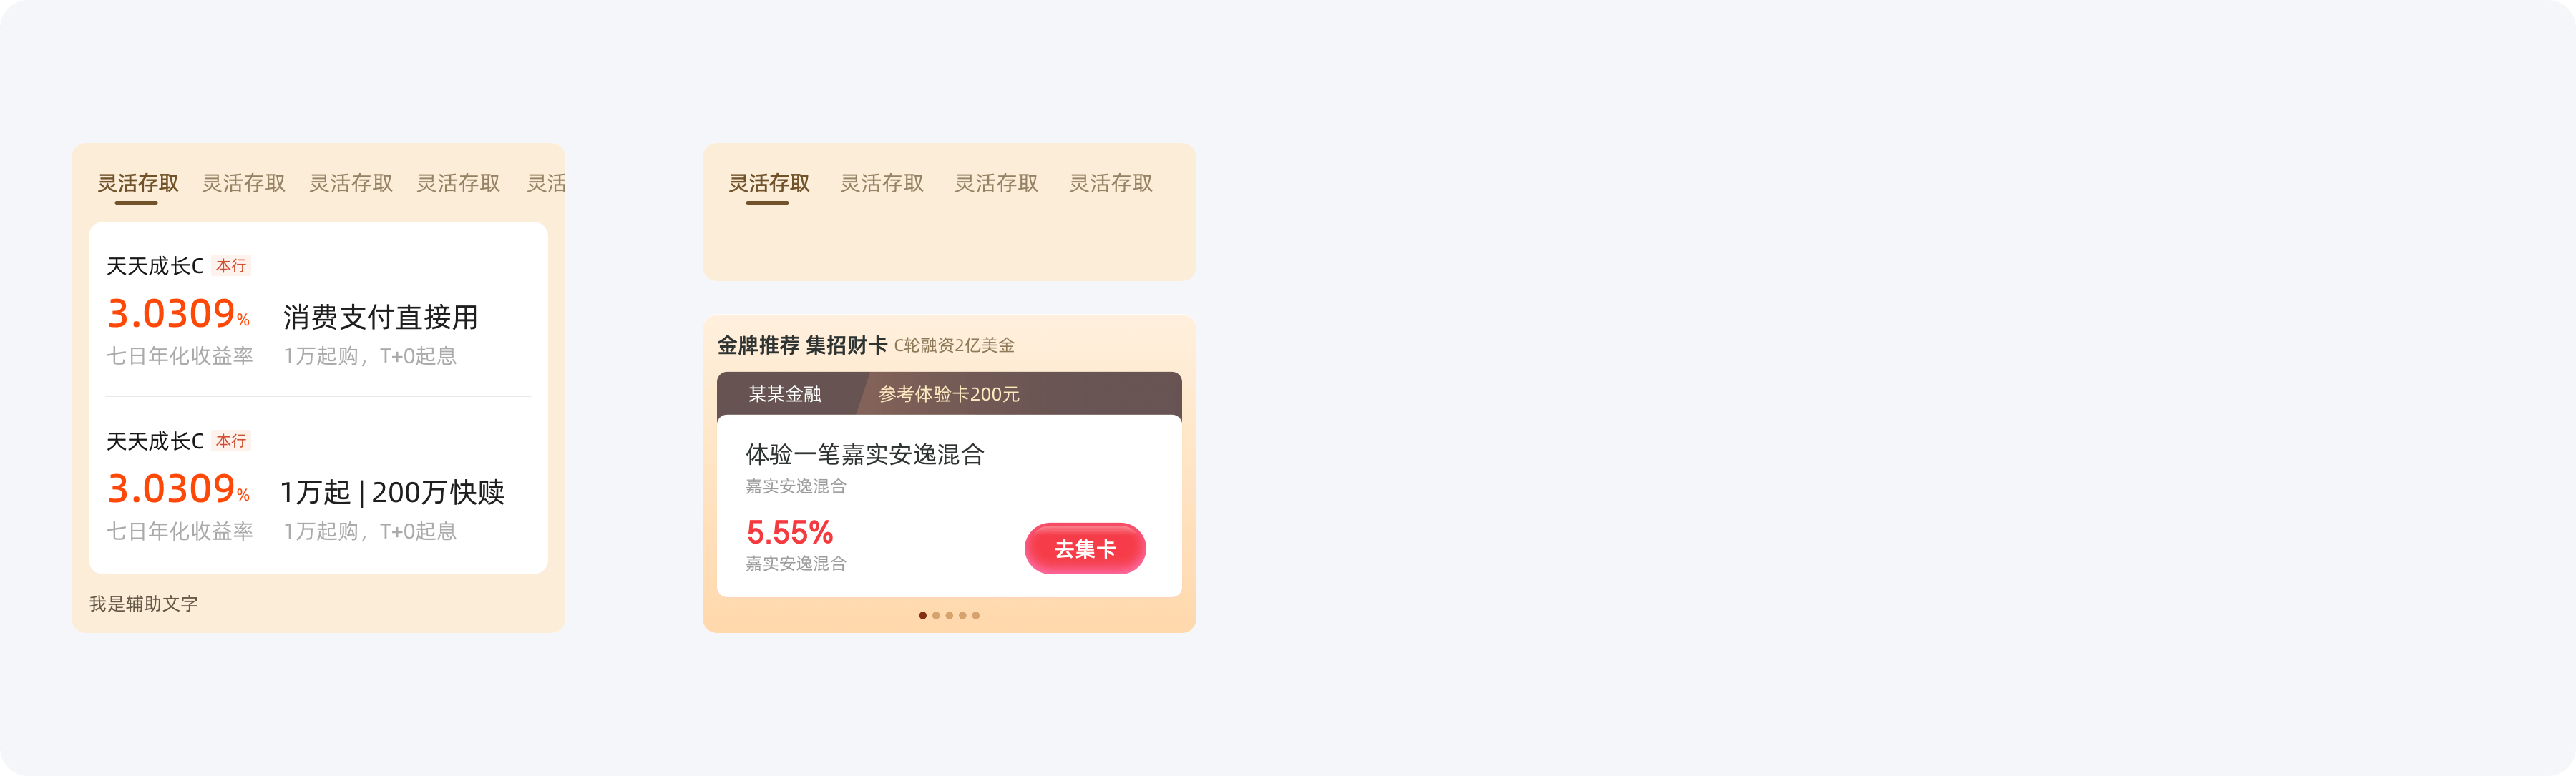 灵活存取 灵活存取 灵活存取 灵活存取 灵活
天天成长C 本行
3.0309% 消费支付直接用
七日年化收益率 1万起购，T+0起息
天天成长C 本行
3.0309% 1万起 | 200万快赎
七日年化收益率 1万起购，T+0起息
我是辅助文字
灵活存取 灵活存取 灵活存取 灵活存取
金牌推荐 集招财卡 C轮融资2亿美金
某某金融 参考体验卡200元
体验一笔嘉实安逸混合
嘉实安逸混合
5.55%
嘉实安逸混合
去集卡